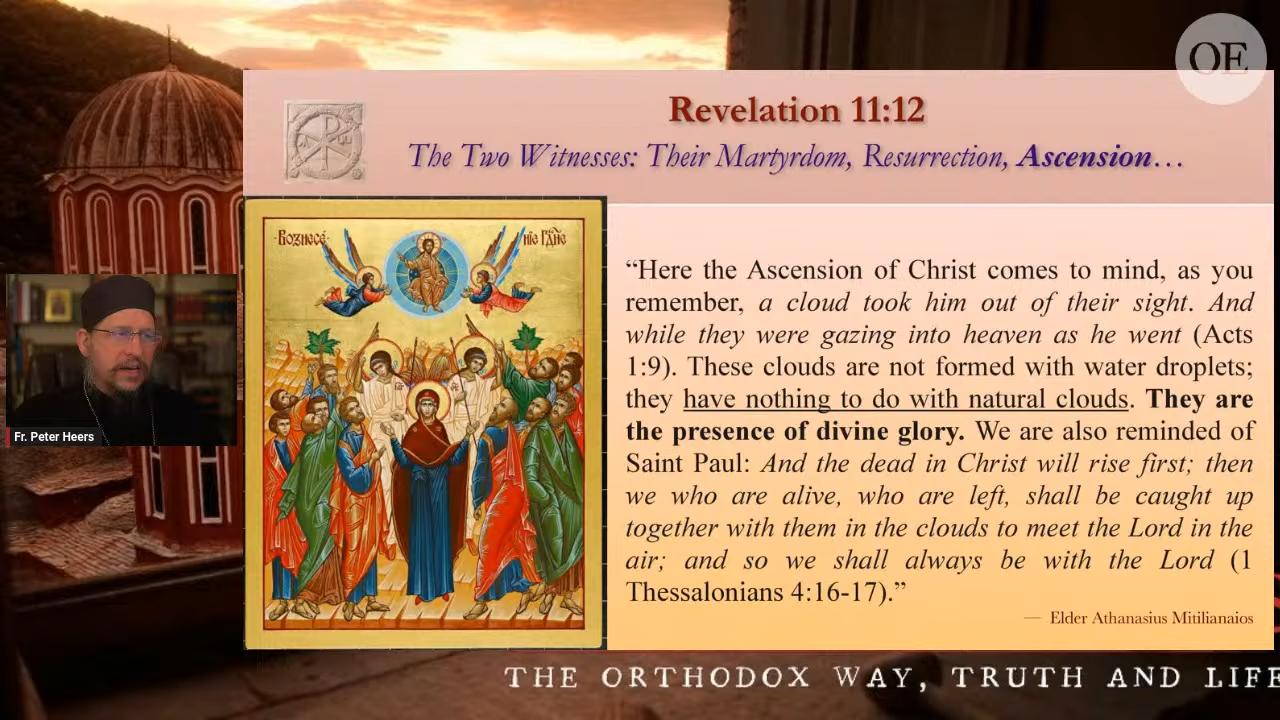 OE
Revelation 11:12
The Two Witnesses: Their Martyrdom, Resurrection, Ascension…
“Here the Ascension of Christ comes to mind, as you
remember, a cloud took him out of their sight. And
while they were gazing into heaven as he went (Acts
1:9). These clouds are not formed with water droplets;
they have nothing to do with natural clouds. They are
the presence of divine glory. We are also reminded of
Saint Paul: And the dead in Christ will rise first; then
we who are alive, who are left, shall be caught up
together with them in the clouds to meet the Lord in the
air; and so we shall always be with the Lord (1
Thessalonians 4:16-17).”
— Elder Athanasius Mitilianaios
Fr. Peter Heers
THE ORTHODOX WAY, TRUTH AND LIFE